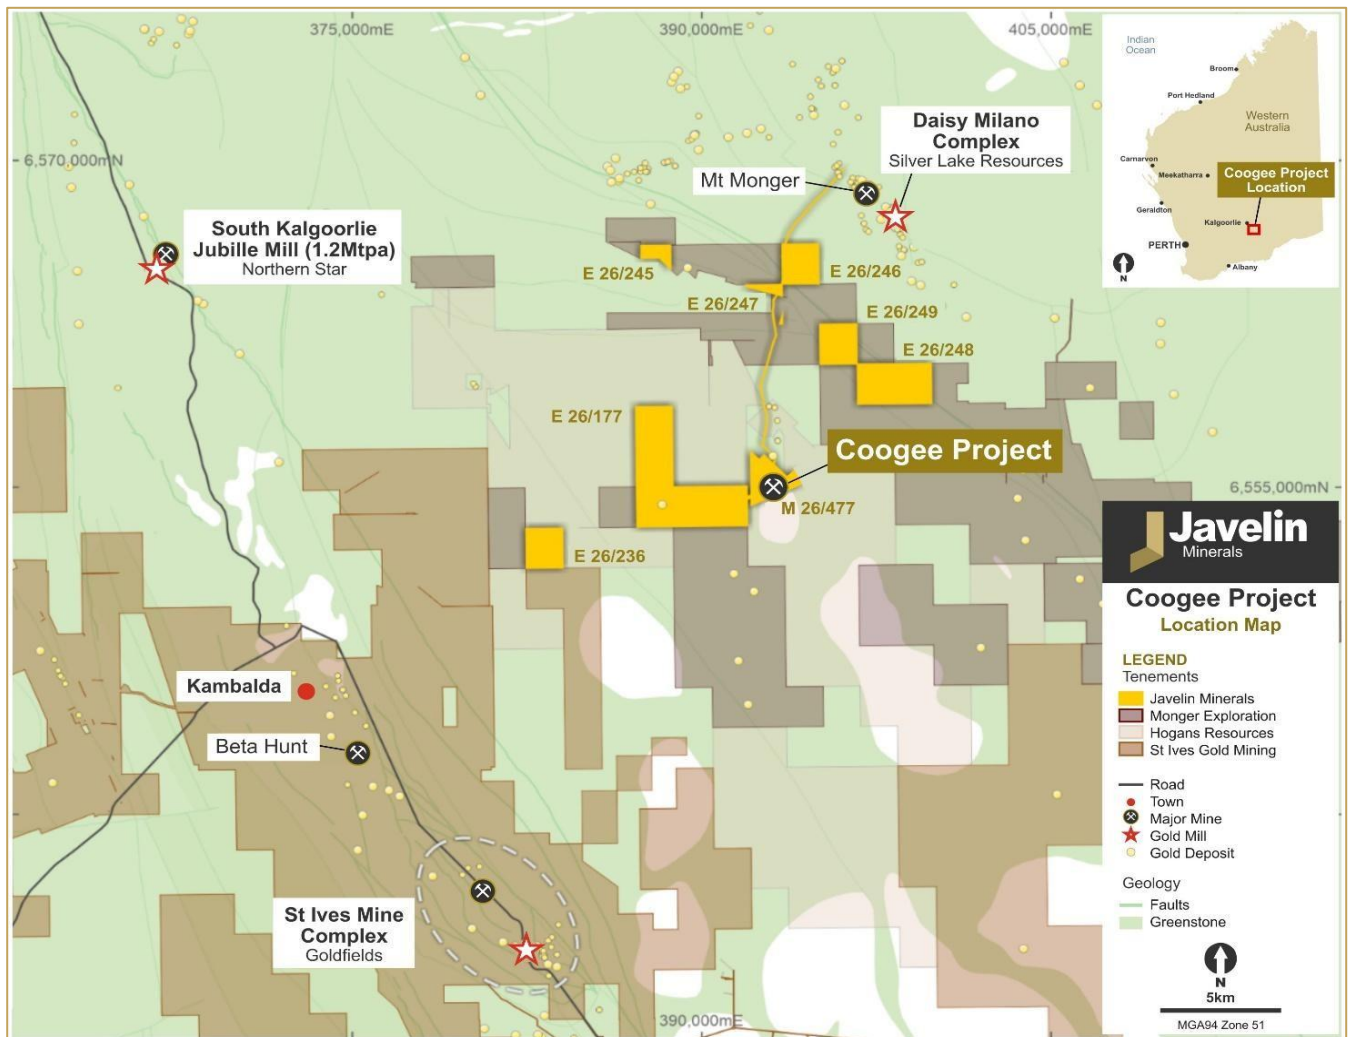 375,000mE
390,000mE
405,000mE
6,570,000mN
Daisy Milano
Complex
Silver Lake Resources
Mt Monger
South Kalgoorlie
Jubille Mill (1.2Mtpa)
Northern Star
E 26/245
E 26/246
E 26/247
E 26/249
E 26/248
E 26/177
Coogee Project
6,555,000mN
M 26/477
E 26/236
Kambalda
Beta Hunt
St Ives Mine
Complex
Goldfields
390,000mE
Indian
Ocean
Broom
Port Hedland
Western
Australia
Carnarvon
Meekatharra
Coogee Project
Location
Geraldton
Kalgoorlie
PERTH
Albany
N
Javelin
Minerals
Coogee Project
Location Map
LEGEND
Tenements
Javelin Minerals
Monger Exploration
Hogans Resources
St Ives Gold Mining
Road
Town
Major Mine
Gold Mill
Gold Deposit
Geology
Faults
Greenstone
N
5km
MGA94 Zone 51